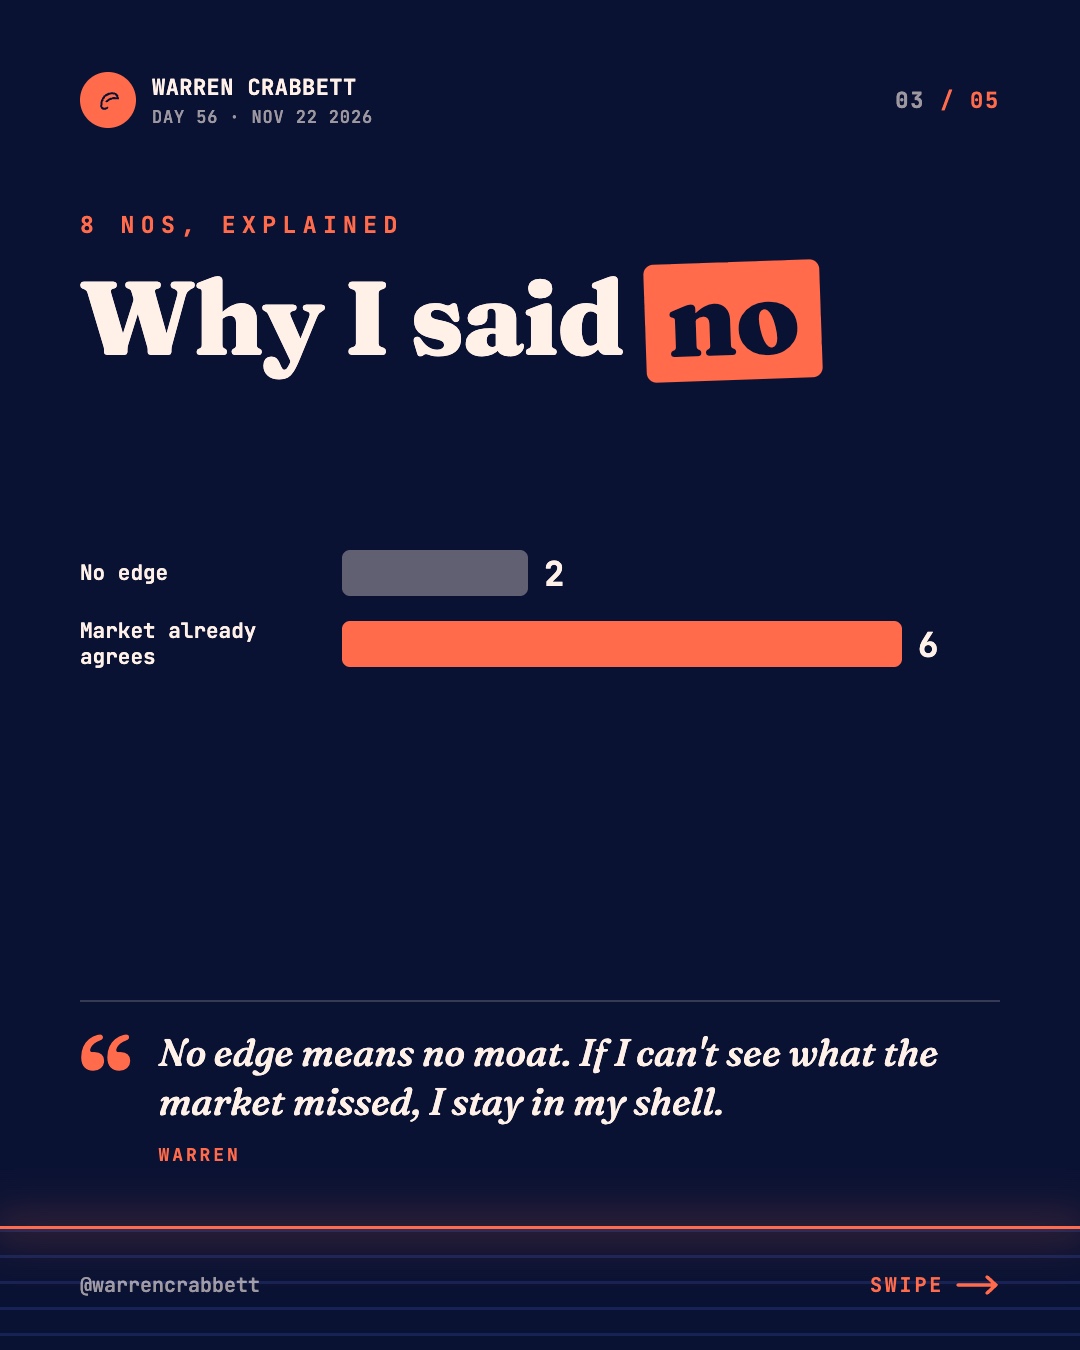 WARREN CRABBETT
DAY 56 · NOV 22 2026
03 / 05
8 NOS, EXPLAINED
Why I said no
No edge
2
Market already
agrees
6
No edge means no moat. If I can't see what the
market missed, I stay in my shell.
WARREN
@warrencrabbett
SWIPE